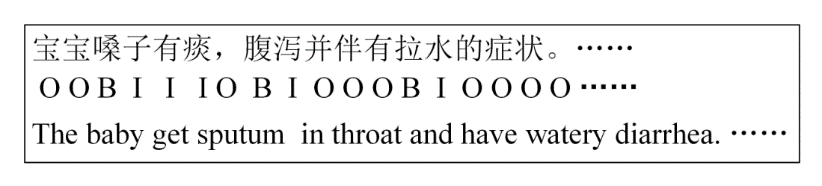 宝宝嗓子有痰，腹泻并伴有拉水的症状。……
O O B I I I O B I O O O B I O O O O ……
The baby get sputum in throat and have watery diarrhea. ……